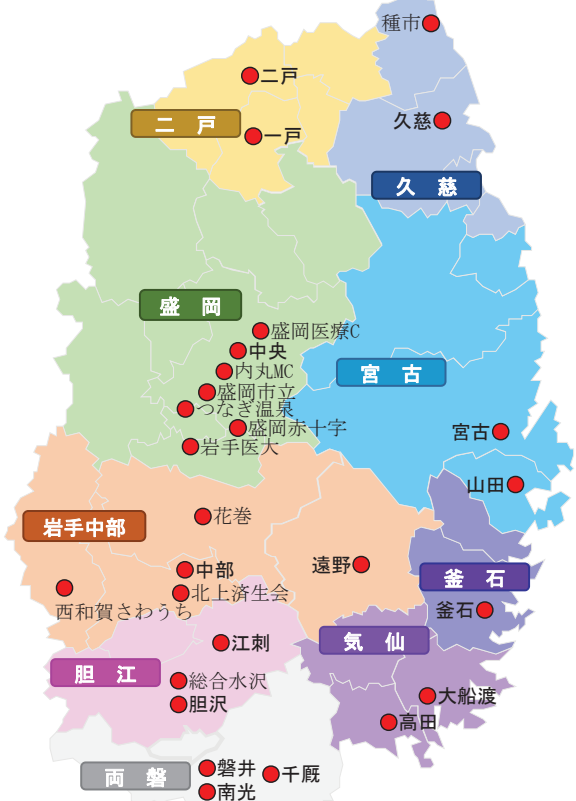 種市
二戸
二　戸
一戸
久慈
久　慈
盛　岡
盛岡医療C
中央
内丸MC
盛岡市立
つなぎ温泉
盛岡赤十字
岩手医大
宮　古
宮古
山田
岩手中部
花巻
中部
北上済生会
西和賀さわうち
遠野
釜　石
釜石
気　仙
江刺
胆　江
総合水沢
胆沢
大船渡
高田
両　磐
磐井
千厩
南光